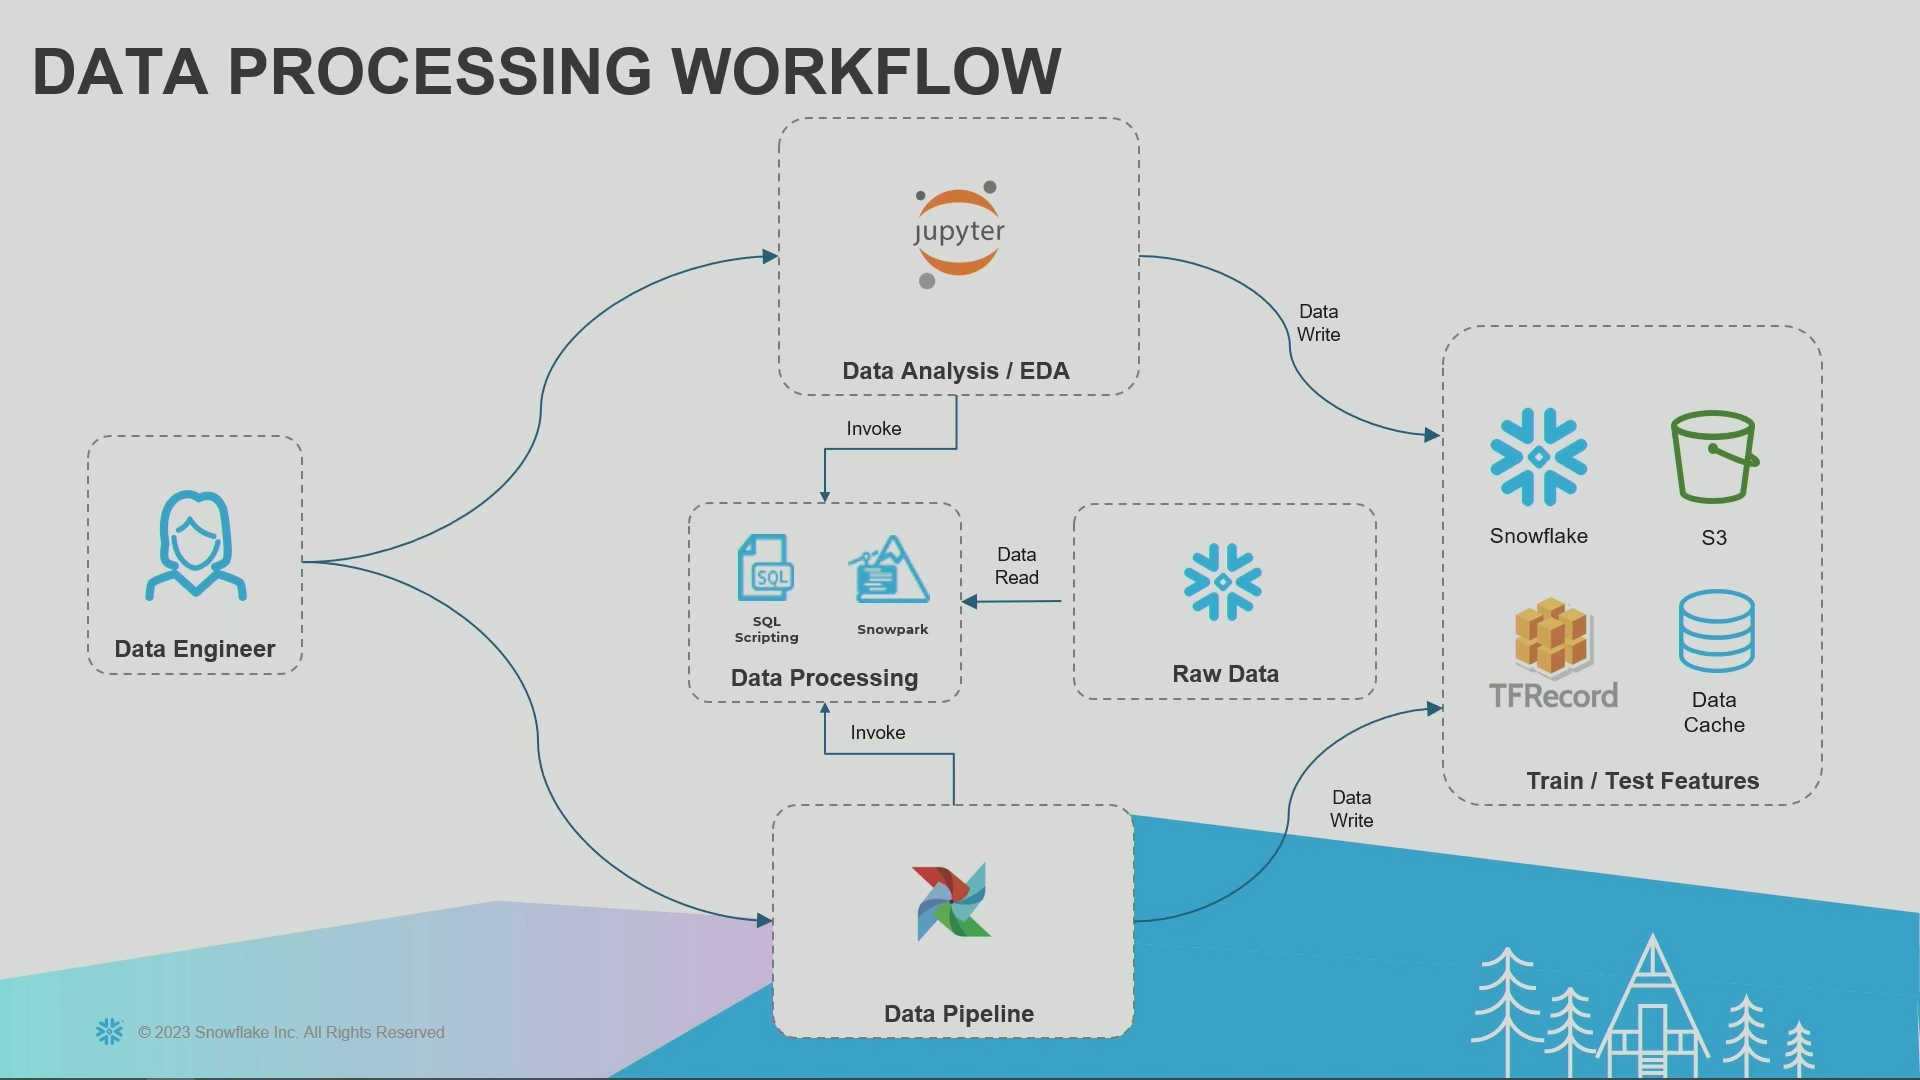 DATA PROCESSING WORKFLOW
jupyter
Data Analysis / EDA
Data
Write
Invoke
Data Engineer
SQL
SQL
Scripting
Snowpark
Data Processing
Data
Read
Raw Data
Snowflake
S3
TFRecord
Data
Cache
Train / Test Features
Invoke
Data
Write
Data Pipeline
© 2023 Snowflake Inc. All Rights Reserved